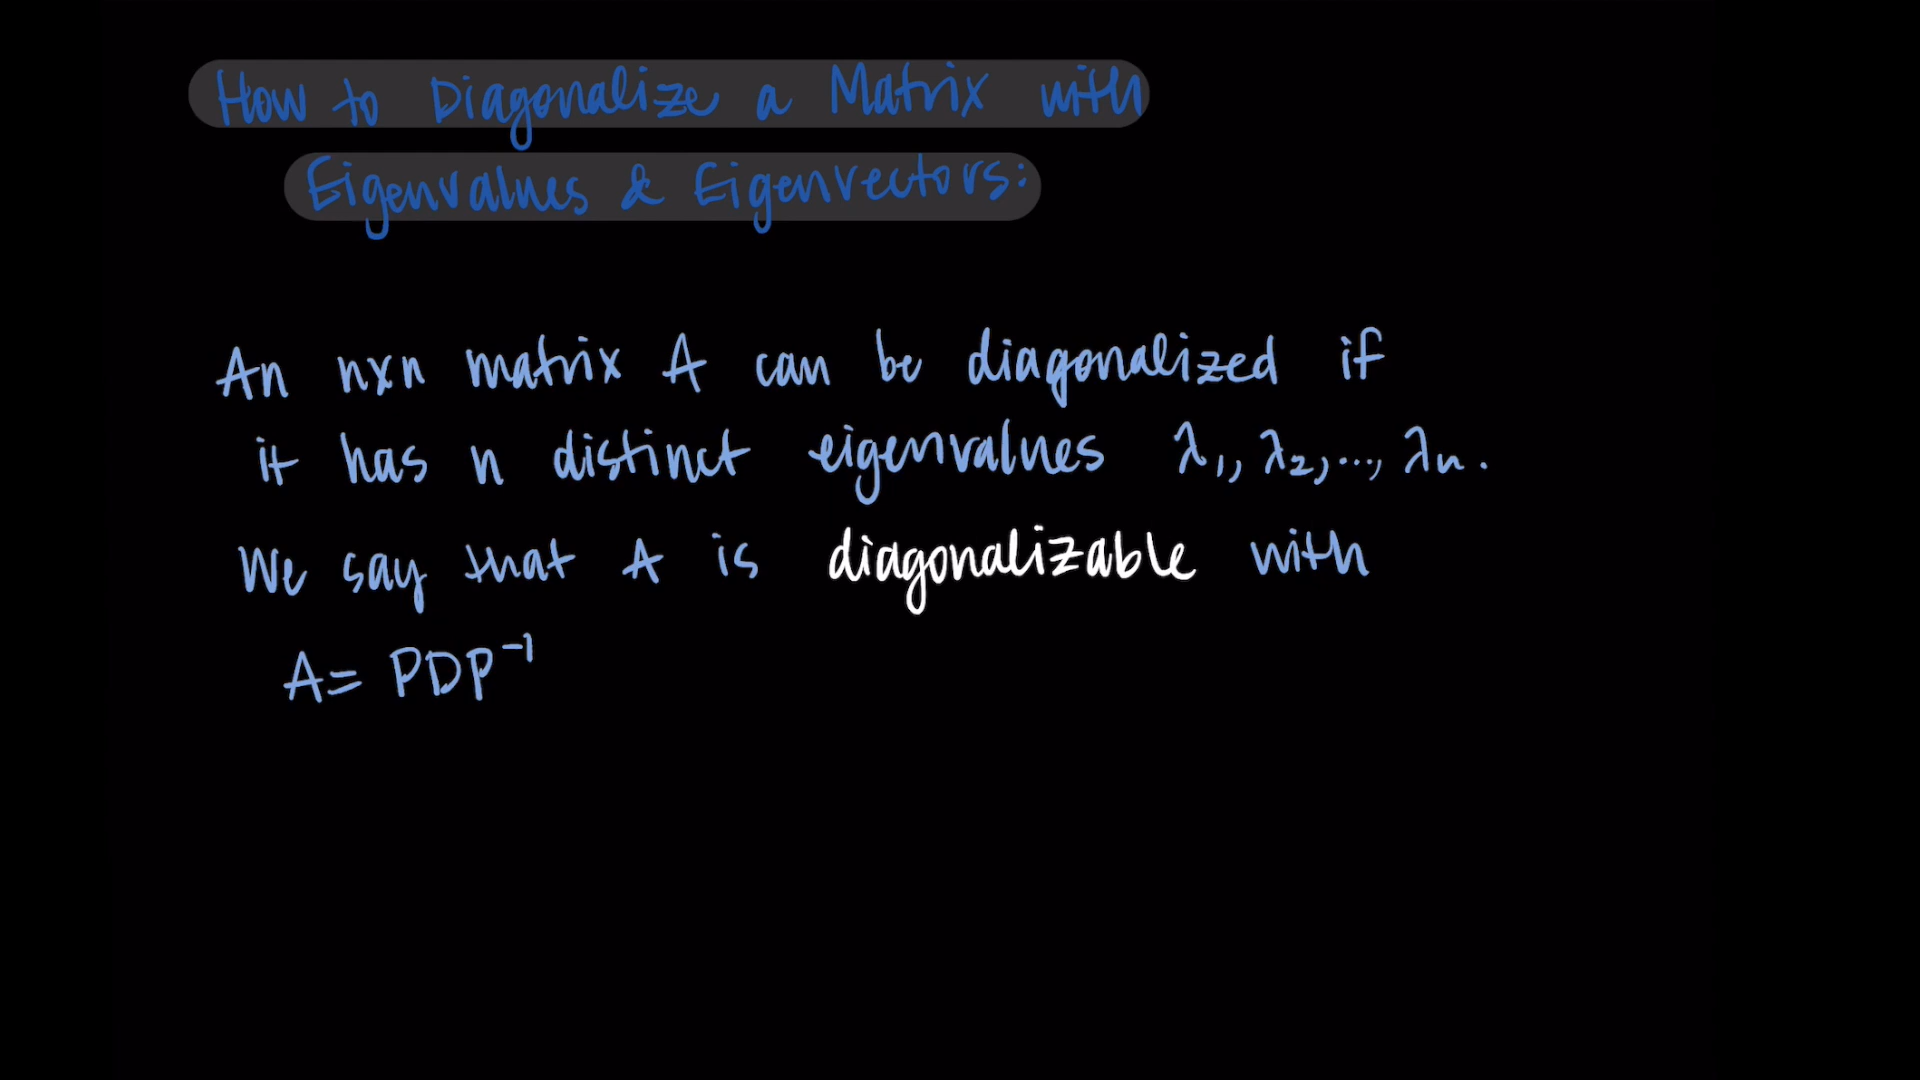 How to Diagonalize a Matrix with
Eigenvalues & Eigenvectors:
An nxn matrix A can be diagonalized if
it has n distinct eigenvalues λ₁, λ₂, ..., λₙ.
We say that A is diagonalizable with
A = PDP⁻¹